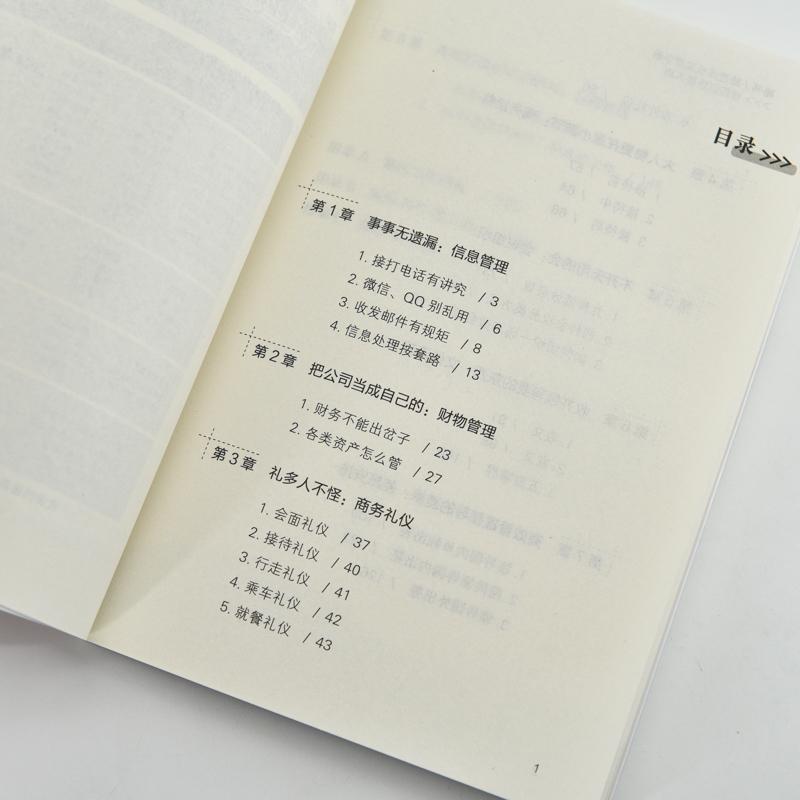 目录 >>>
第1章 事事无遗漏：信息管理
1. 接打电话有讲究 / 3
2. 微信、QQ 别乱用 / 6
3. 收发邮件有规矩 / 8
4. 信息处理按套路 / 13
第2章 把公司当成自己的：财物管理
1. 财务不能出岔子 / 23
2. 各类资产怎么管 / 27
第3章 礼多人不怪：商务礼仪
1. 会面礼仪 / 37
2. 接待礼仪 / 40
3. 行走礼仪 / 41
4. 乘车礼仪 / 42
5. 就餐礼仪 / 43
1